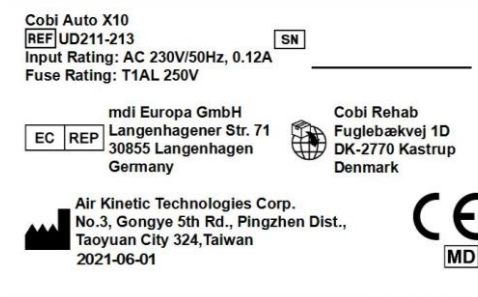 Cobi Auto X10
REF UD211-213
SN
Input Rating: AC 230V/50Hz, 0.12A
Fuse Rating: T1AL 250V
EC REP
mdi Europa GmbH
Langenhagener Str. 71
30855 Langenhagen
Germany
Cobi Rehab
Fuglebækvej 1D
DK-2770 Kastrup
Denmark
Air Kinetic Technologies Corp.
No.3, Gongye 5th Rd., Pingzhen Dist.,
Taoyuan City 324,Taiwan
2021-06-01
CE
MD